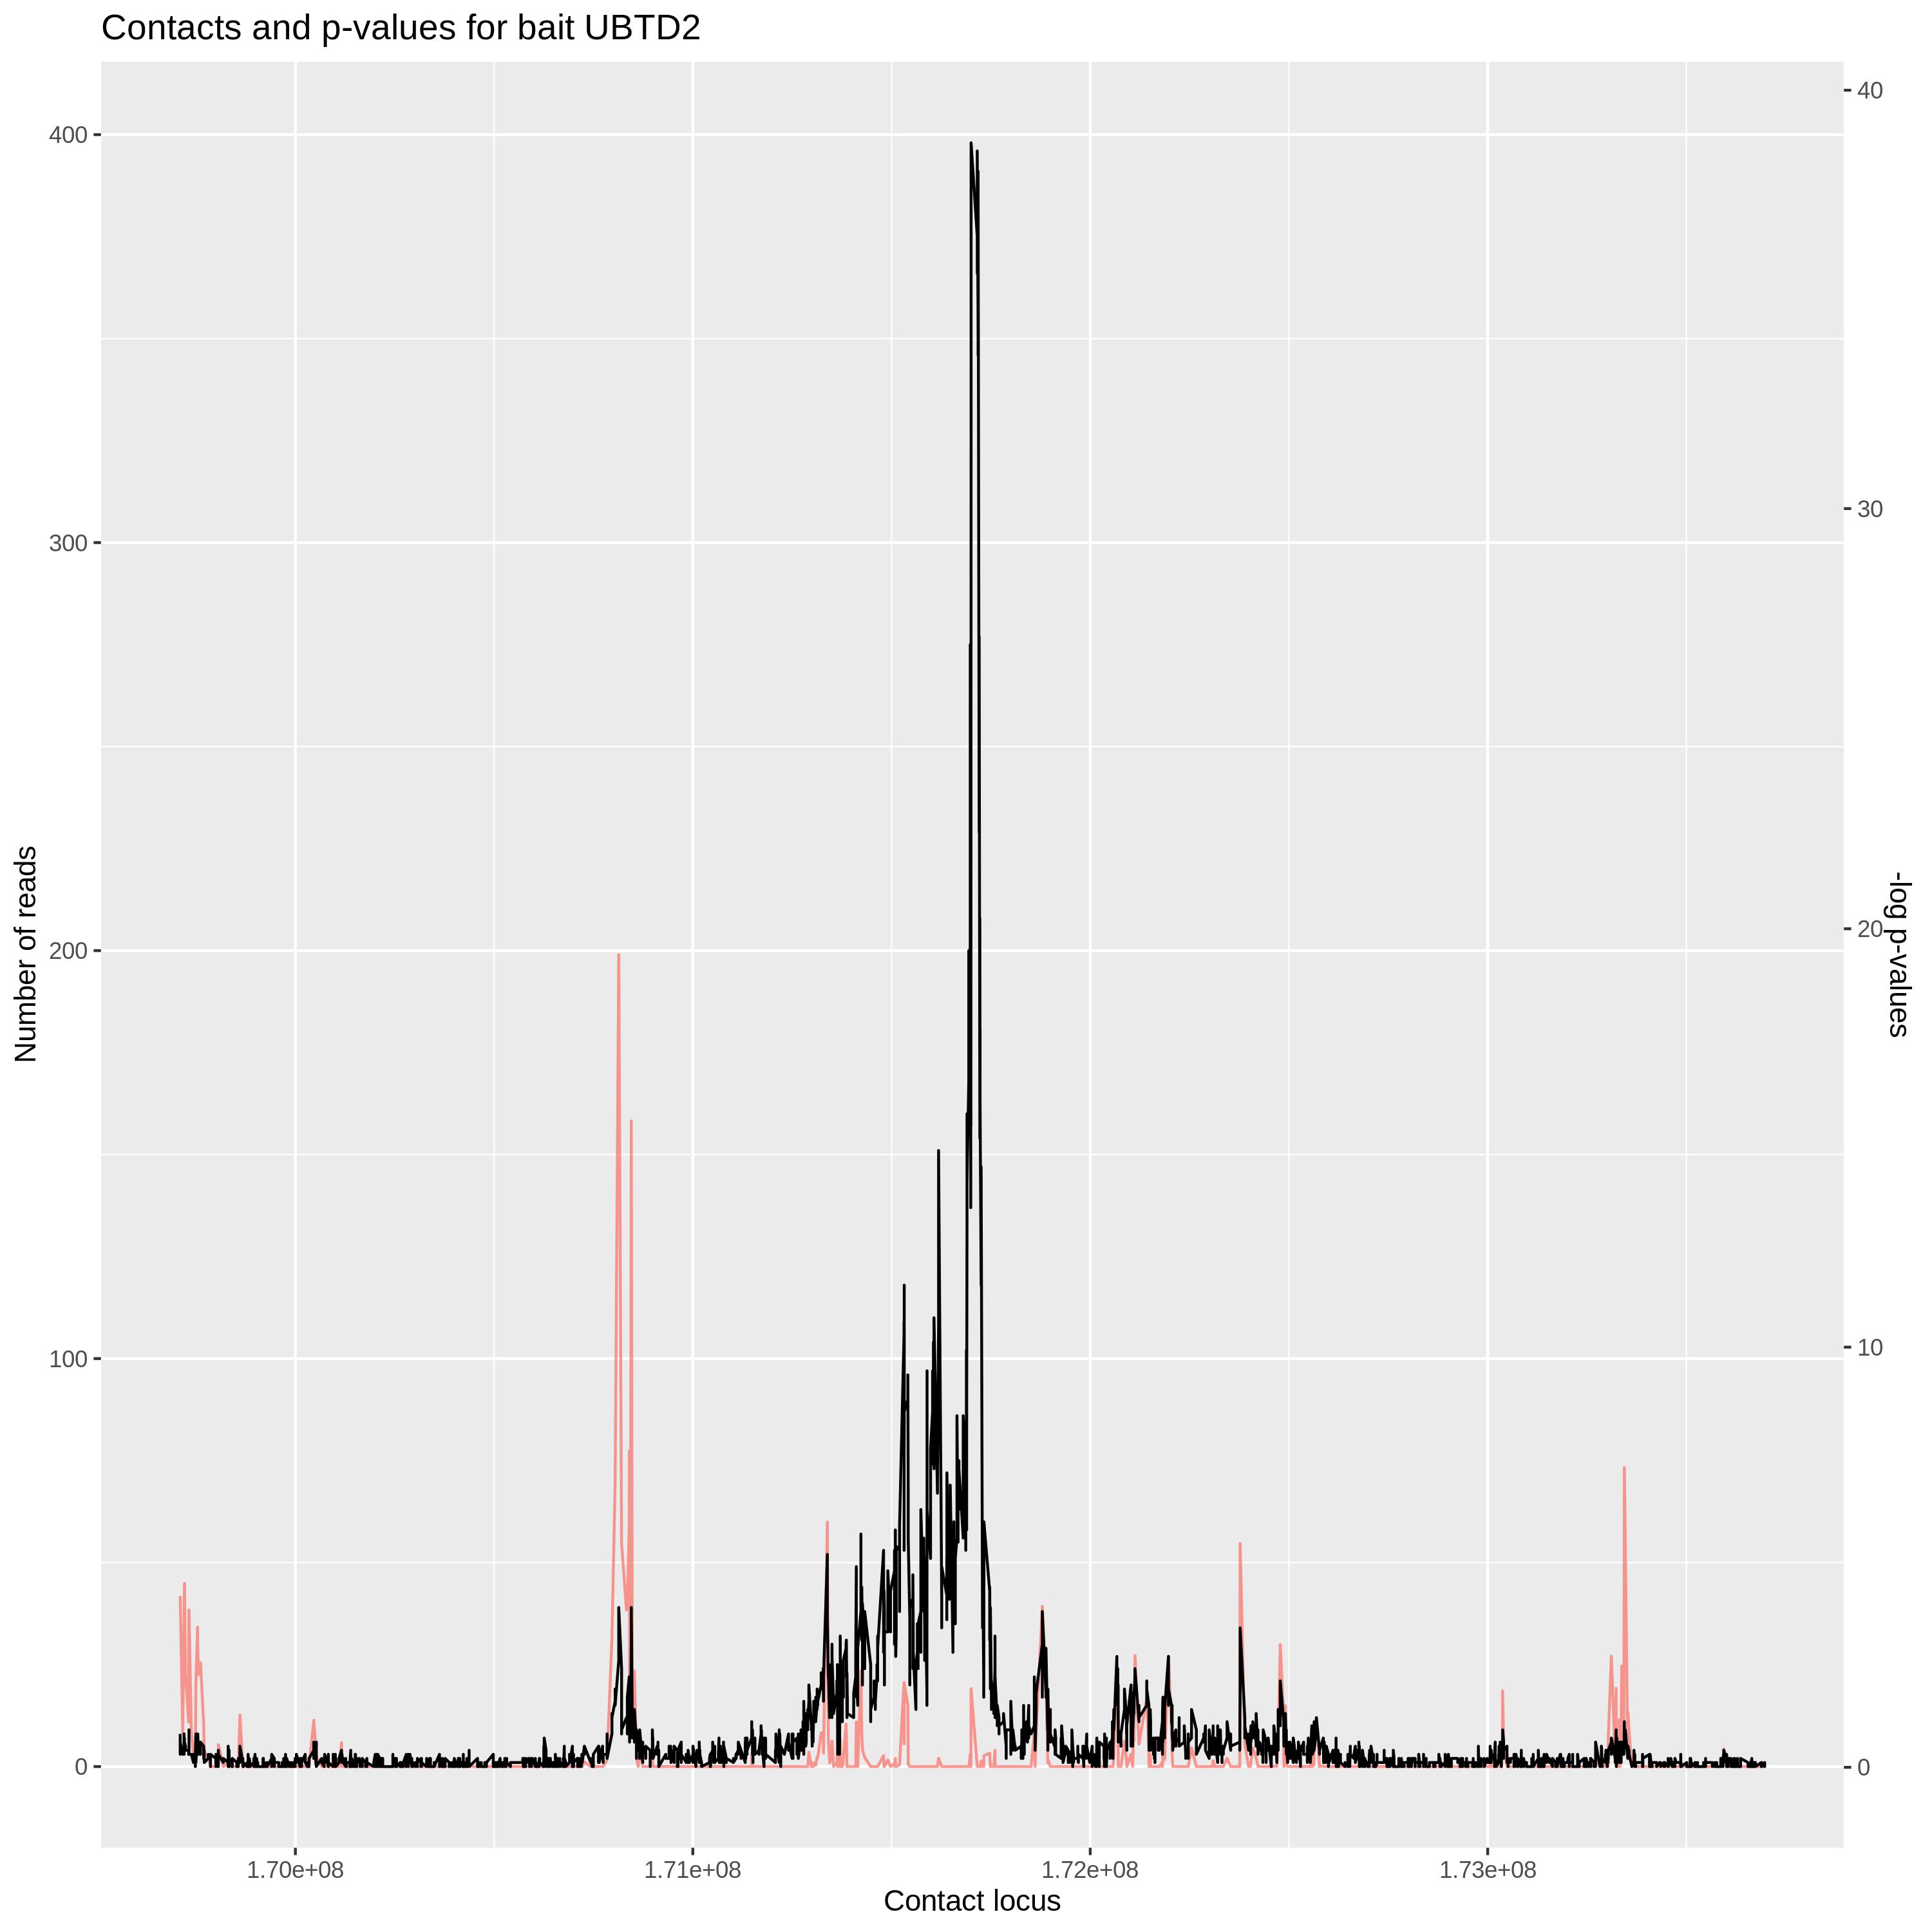 Contacts and p-values for bait UBTD2
400
300
200
100
0
Number of reads
40
30
20
10
0
-log p-values
1.70e+08
1.71e+08
1.72e+08
1.73e+08
Contact locus